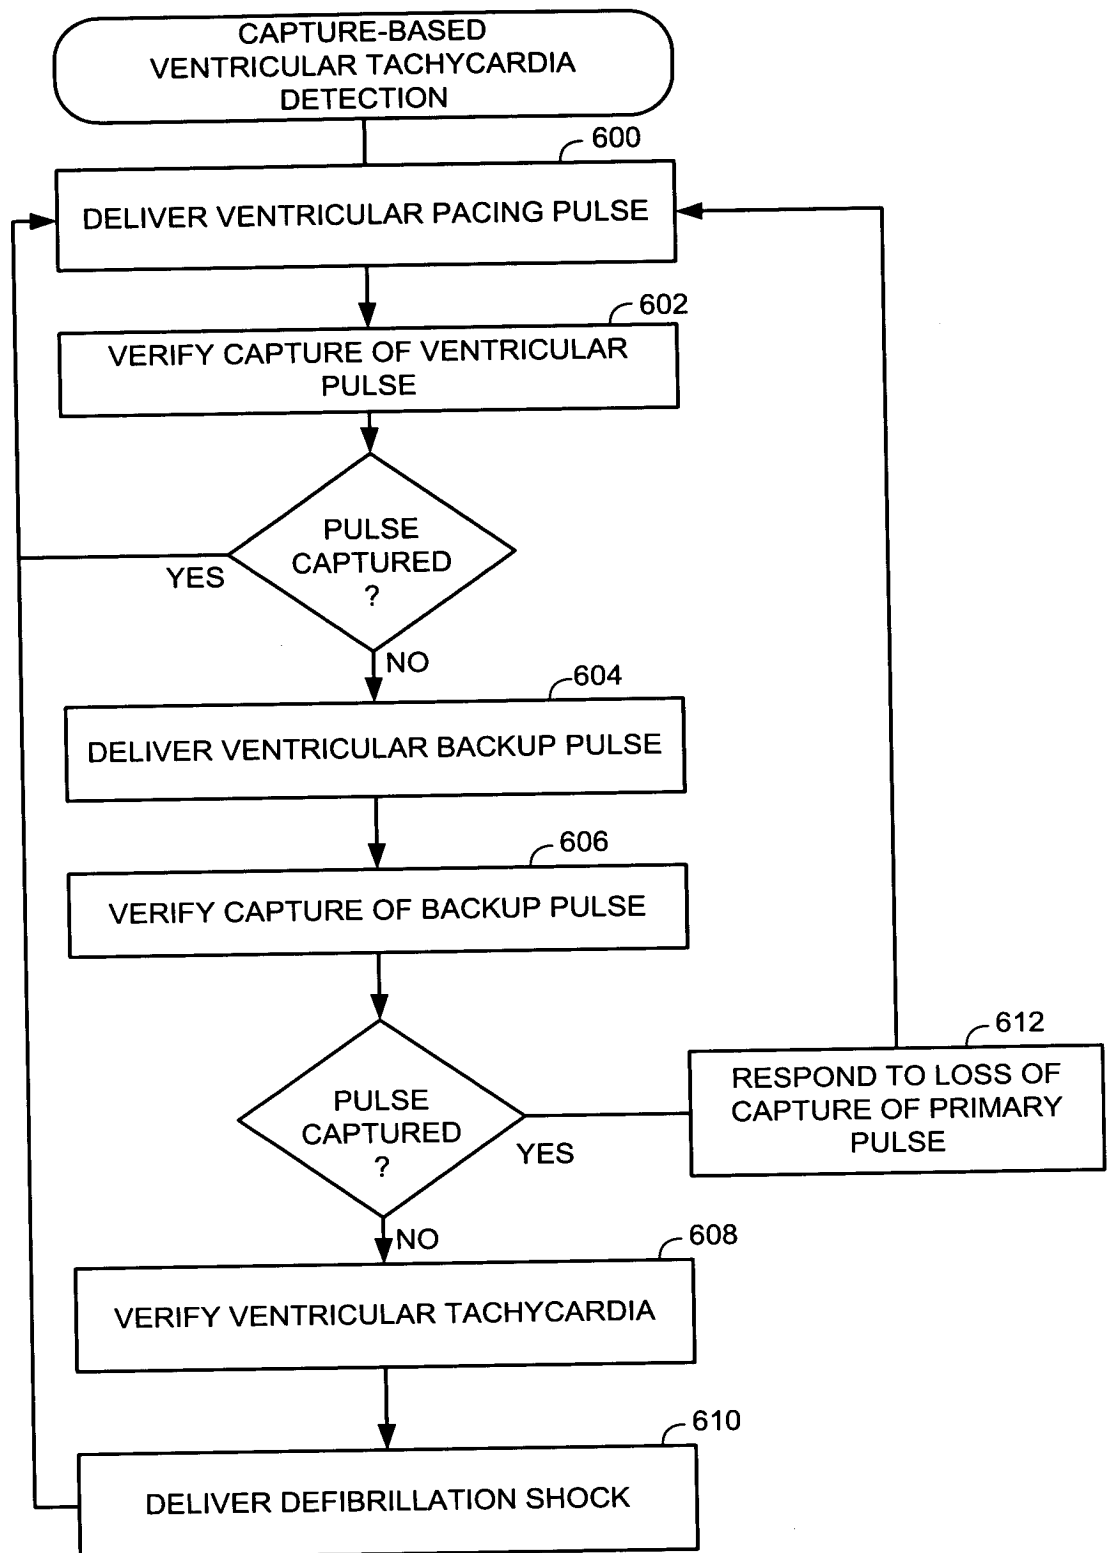 CAPTURE-BASED
VENTRICULAR TACHYCARDIA
DETECTION
600
DELIVER VENTRICULAR PACING PULSE
602
VERIFY CAPTURE OF VENTRICULAR
PULSE
PULSE
CAPTURED
?
YES
NO
604
DELIVER VENTRICULAR BACKUP PULSE
606
VERIFY CAPTURE OF BACKUP PULSE
612
RESPOND TO LOSS OF
CAPTURE OF PRIMARY
PULSE
PULSE
CAPTURED
?
YES
NO
608
VERIFY VENTRICULAR TACHYCARDIA
610
DELIVER DEFIBRILLATION SHOCK